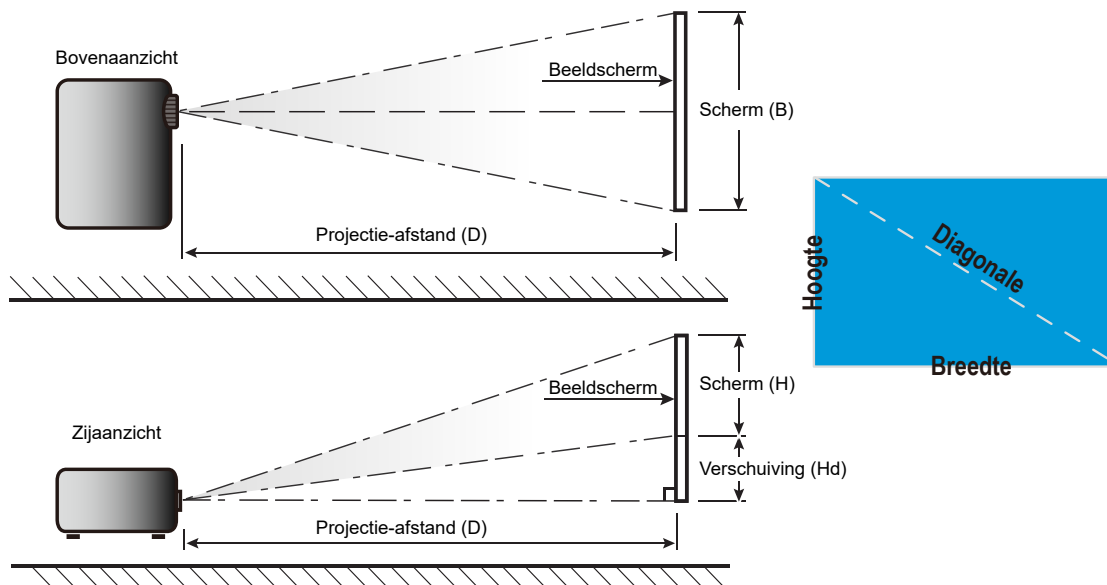 Bovenaanzicht
Beeldscherm
Scherm (B)
Projectie-afstand (D)
Hoogte
Diagonale
Breedte
Zijaanzicht
Beeldscherm
Scherm (H)
Verschuiving (Hd)
Projectie-afstand (D)